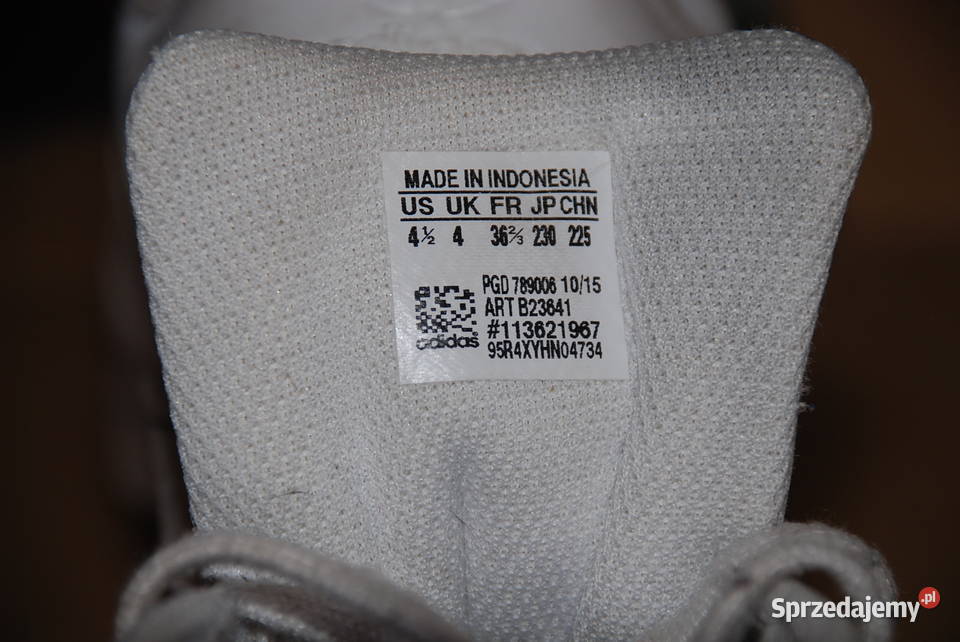 MADE IN INDONESIA
US UK FR JP CHN
4½ 4 36⅔ 230 225
PGD 789006 10/15
ART B23641
#113621967
adidas
95R4XYHN04734
Sprzedajemy.pl